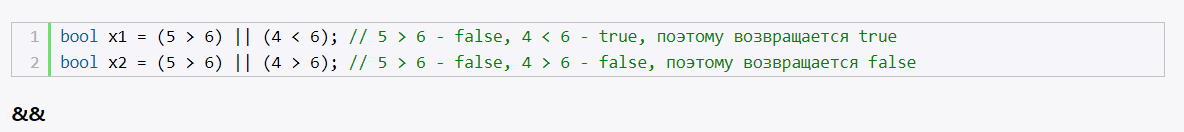 1 bool x1 = (5 > 6) || (4 < 6); // 5 > 6 - false, 4 < 6 - true, поэтому возвращается true
2 bool x2 = (5 > 6) || (4 > 6); // 5 > 6 - false, 4 > 6 - false, поэтому возвращается false
&&